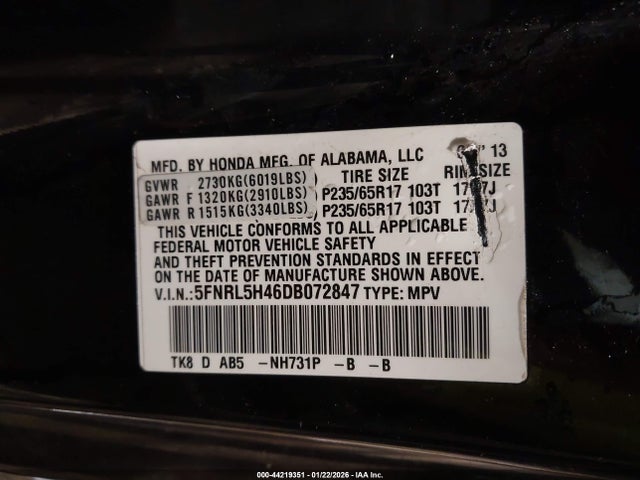 MFD. BY HONDA MFG. OF ALABAMA, LLC 13
TIRE SIZE RIM SIZE
GVWR 2730KG(6019LBS)
GAWR F 1320KG(2910LBS) P235/65R17 103T
GAWR R 1515KG(3340LBS) P235/65R17 103T
THIS VEHICLE CONFORMS TO ALL APPLICABLE
FEDERAL MOTOR VEHICLE SAFETY
AND THEFT PREVENTION STANDARDS IN EFFECT
ON THE DATE OF MANUFACTURE SHOWN ABOVE.
V.I.N.:5FNRL5H46DB072847 TYPE: MPV
TK8 D AB5 -NH731P -B -B
000-44219351 - 01/22/2026 - IAA Inc.